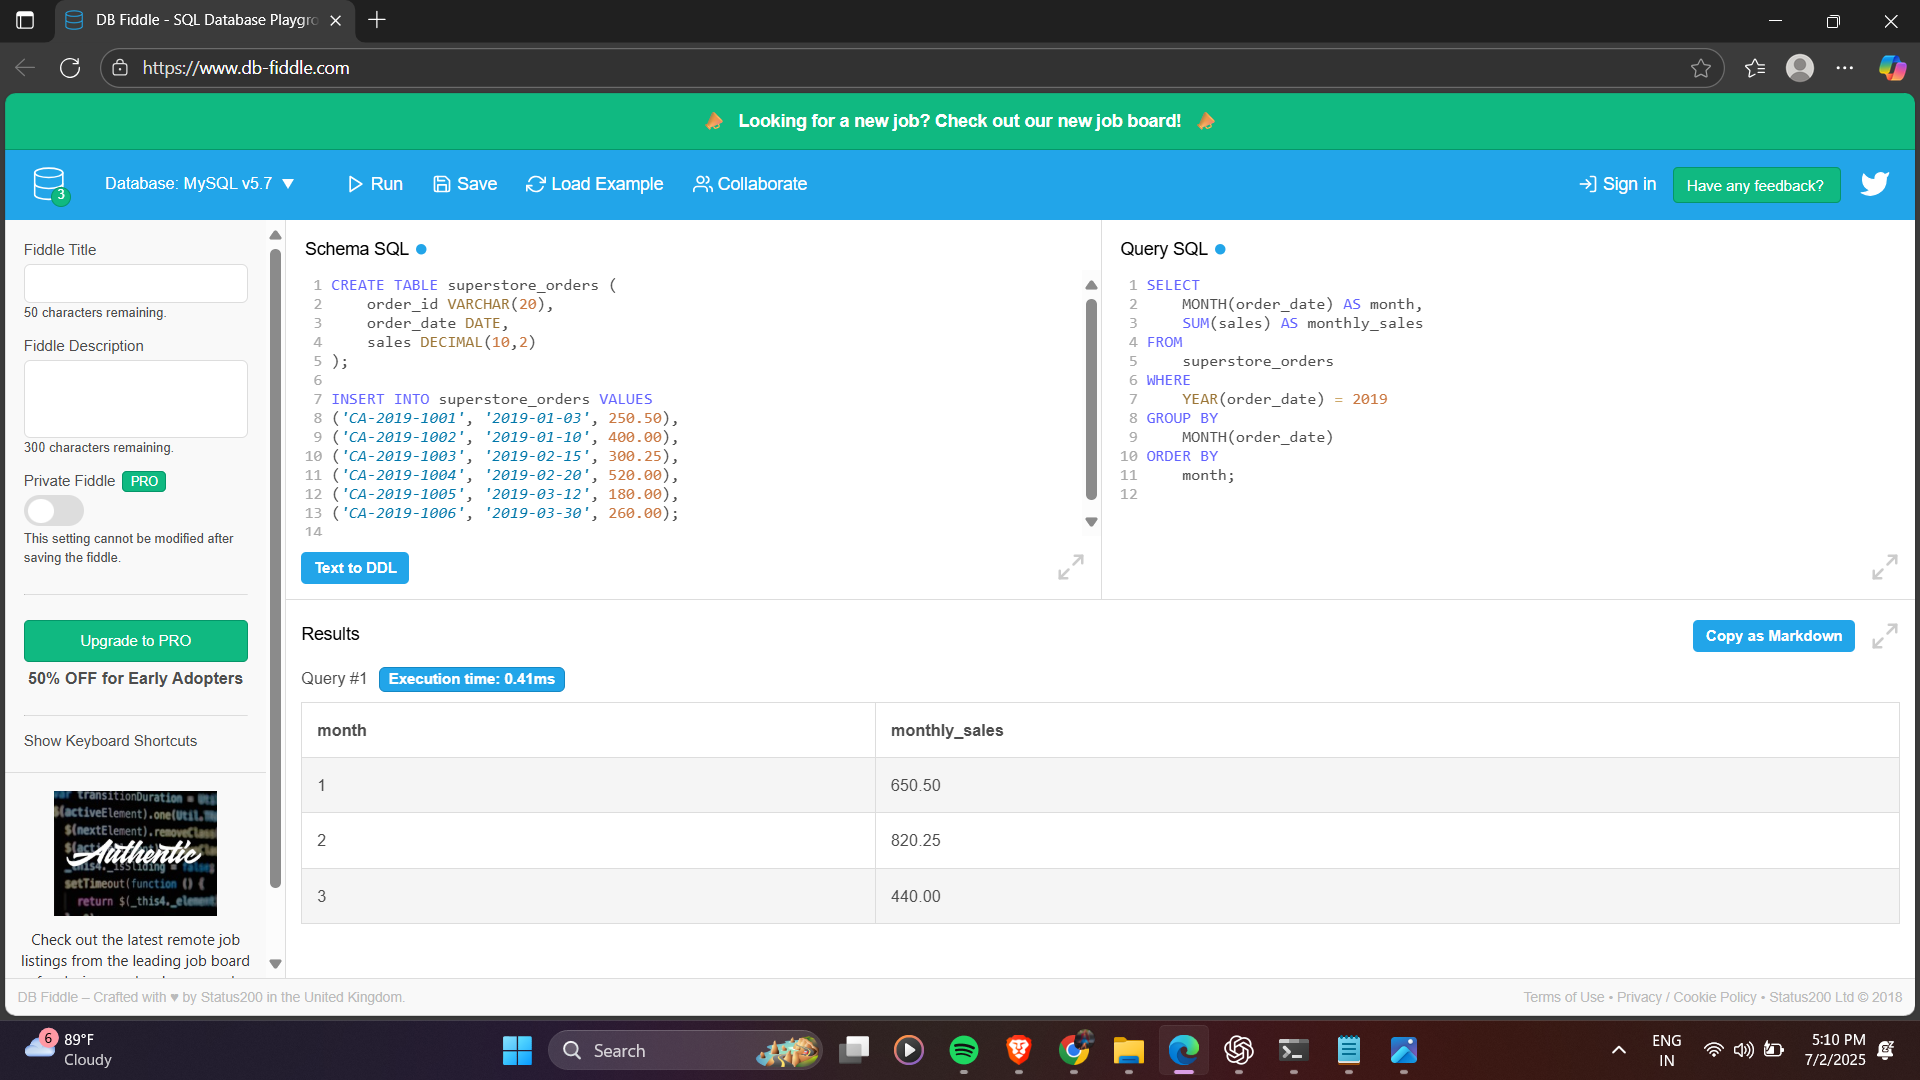 DB Fiddle - SQL Database Playgro
https://www.db-fiddle.com
Looking for a new job? Check out our new job board!
3
Database: MySQL v5.7 ▼
Run
Save
Load Example
Collaborate
Sign in
Have any feedback?
Fiddle Title
50 characters remaining.
Fiddle Description
300 characters remaining.
Private Fiddle PRO
This setting cannot be modified after
saving the fiddle.
Upgrade to PRO
50% OFF for Early Adopters
Show Keyboard Shortcuts
Authentic
Check out the latest remote job
listings from the leading job board
Schema SQL
1 CREATE TABLE superstore_orders (
2 order_id VARCHAR(20),
3 order_date DATE,
4 sales DECIMAL(10,2)
5 );
6
7 INSERT INTO superstore_orders VALUES
8 ('CA-2019-1001', '2019-01-03', 250.50),
9 ('CA-2019-1002', '2019-01-10', 400.00),
10 ('CA-2019-1003', '2019-02-15', 300.25),
11 ('CA-2019-1004', '2019-02-20', 520.00),
12 ('CA-2019-1005', '2019-03-12', 180.00),
13 ('CA-2019-1006', '2019-03-30', 260.00);
14
Text to DDL
Query SQL
1 SELECT
2 MONTH(order_date) AS month,
3 SUM(sales) AS monthly_sales
4 FROM
5 superstore_orders
6 WHERE
7 YEAR(order_date) = 2019
8 GROUP BY
9 MONTH(order_date)
10 ORDER BY
11 month;
12
Results
Copy as Markdown
Query #1 Execution time: 0.41ms
month monthly_sales
1 650.50
2 820.25
3 440.00
DB Fiddle – Crafted with ♥ by Status200 in the United Kingdom.
Terms of Use • Privacy / Cookie Policy • Status200 Ltd © 2018
6
89°F
Cloudy
Search
ENG
IN
5:10 PM
7/2/2025